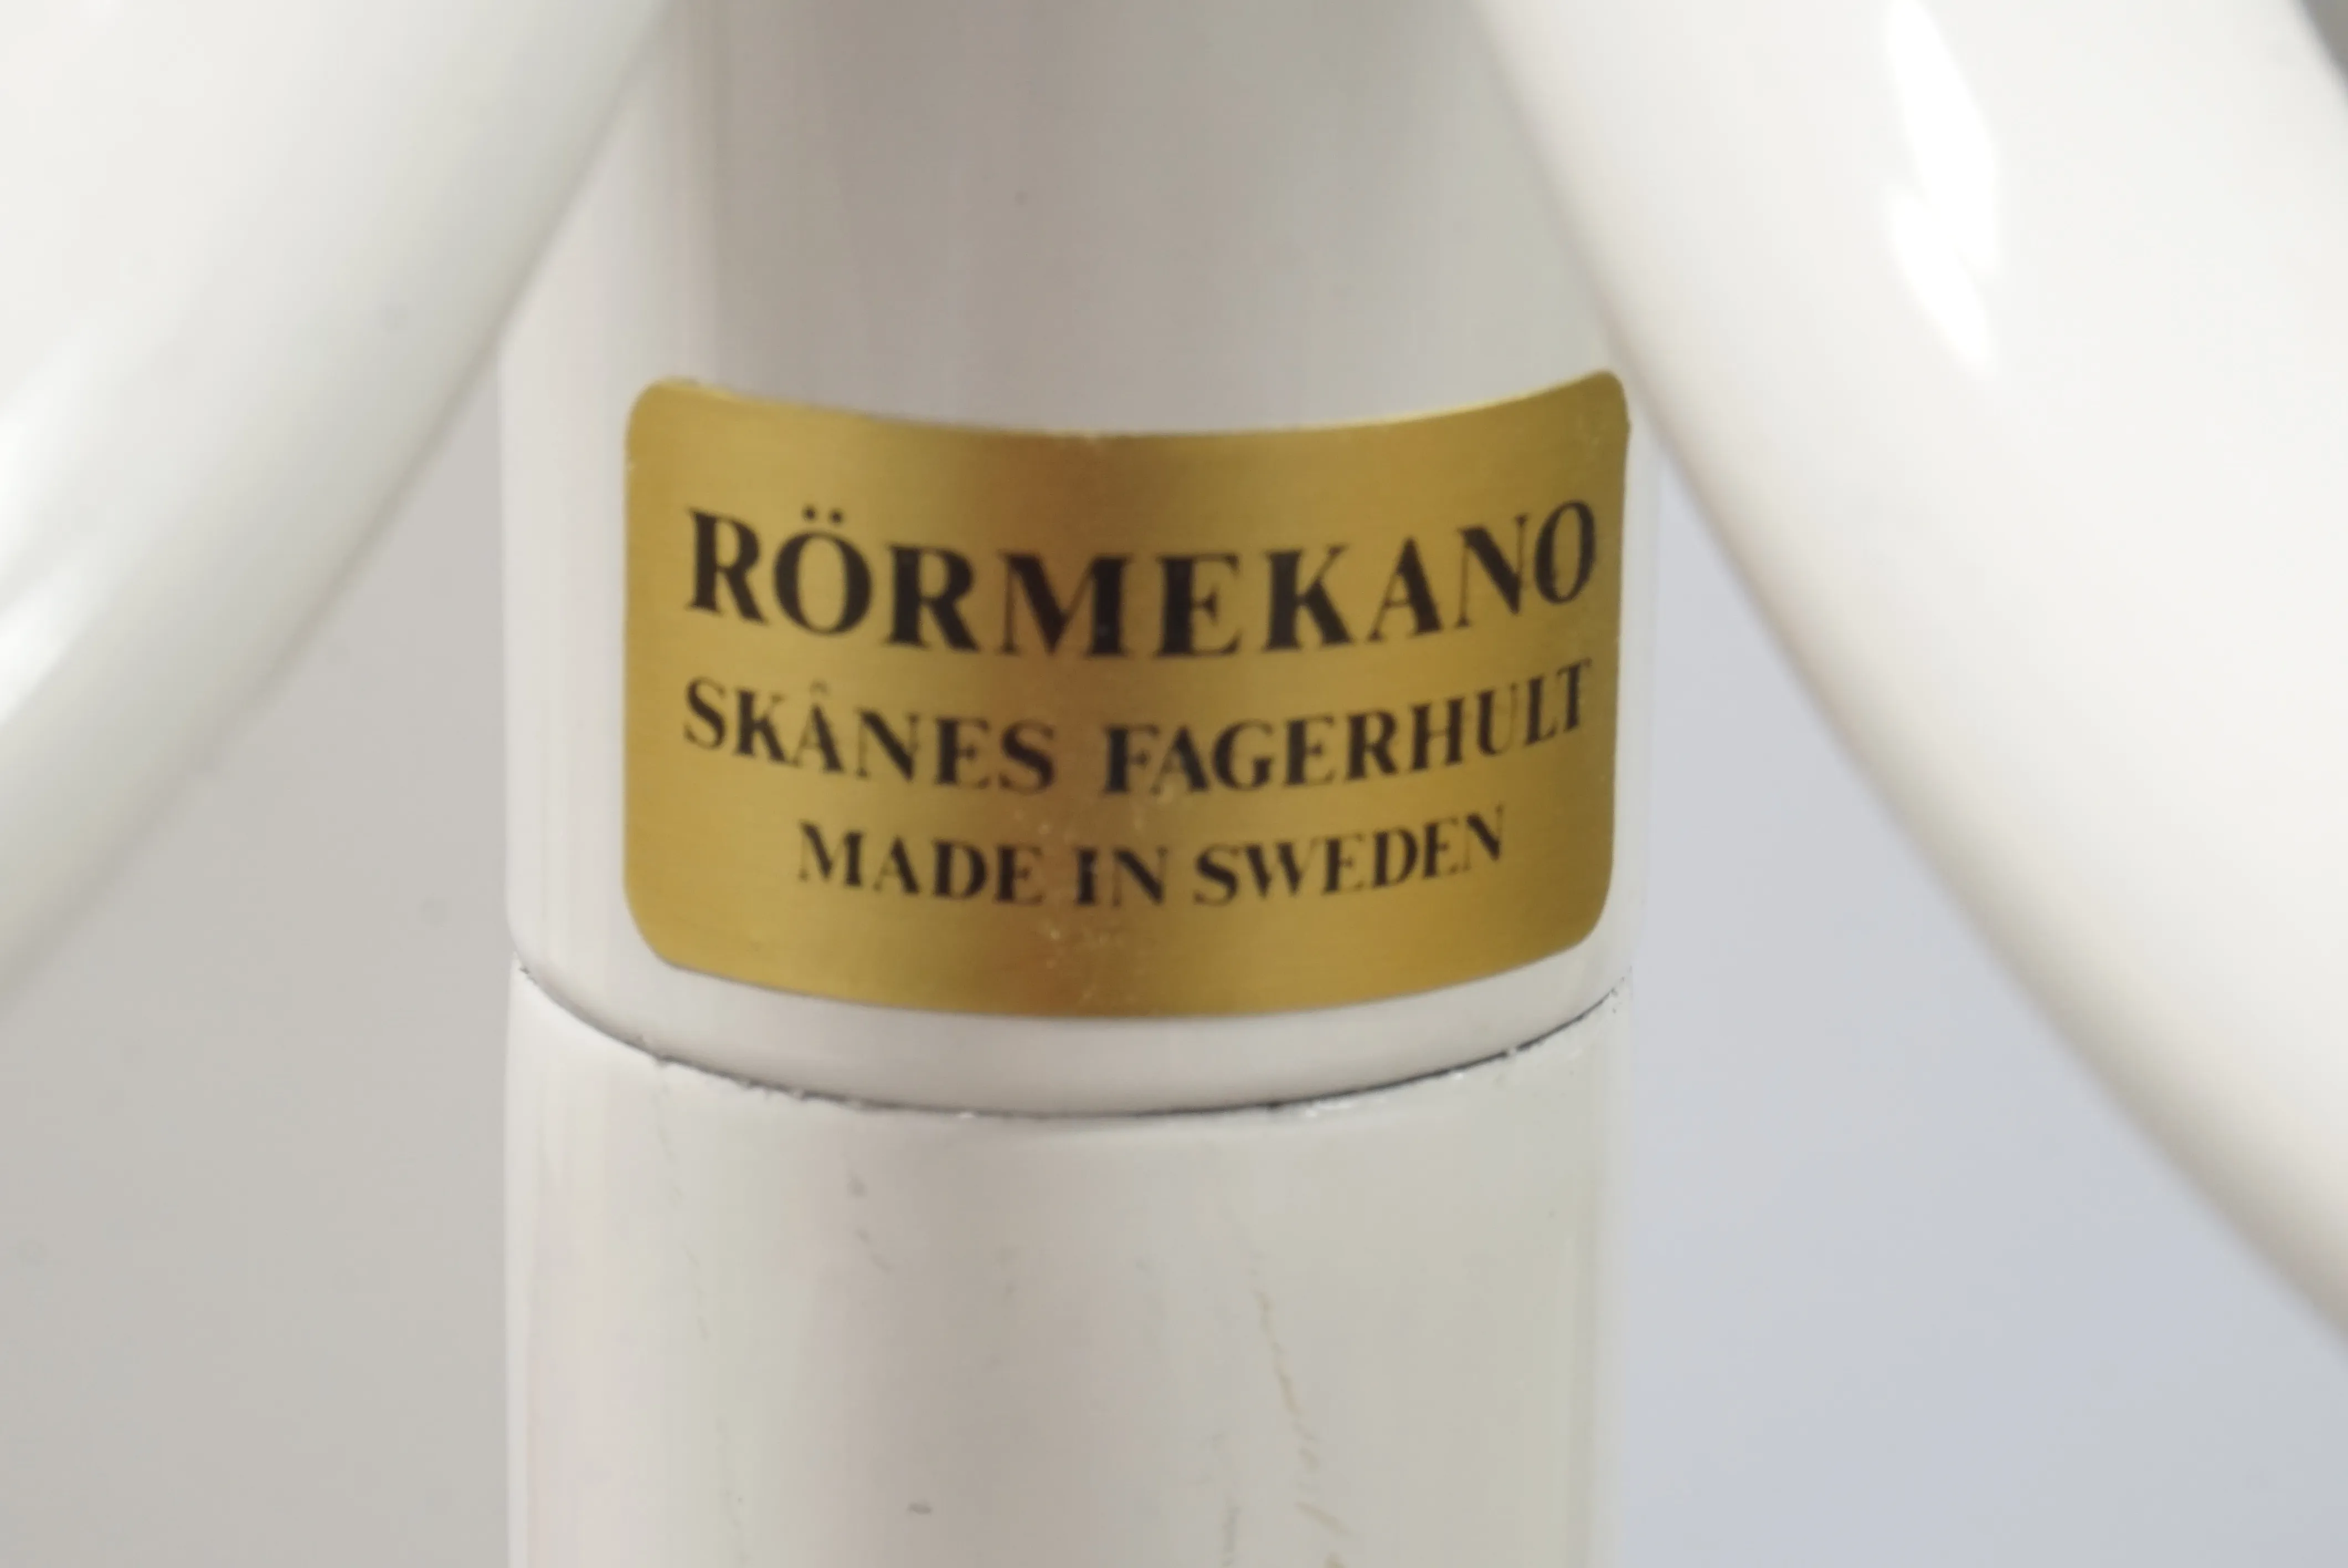 RÖRMEKANO
SKÅNES FAGERHULT
MADE IN SWEDEN